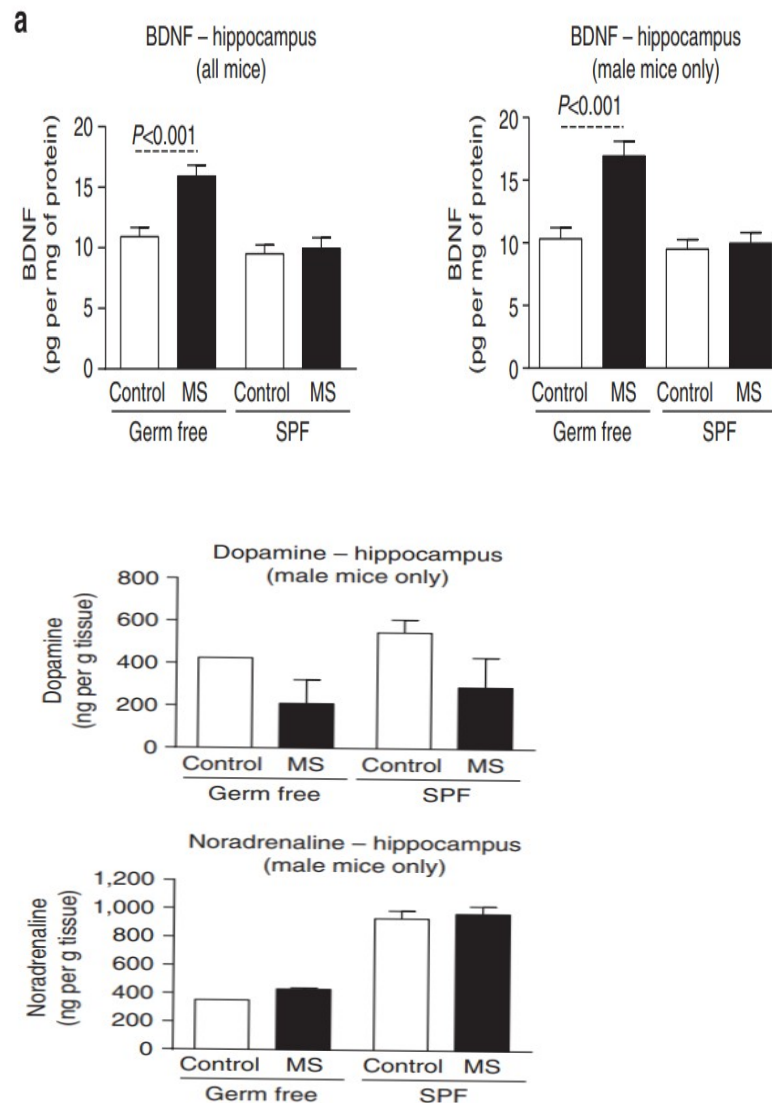 a
BDNF – hippocampus
(all mice)
BDNF
(pg per mg of protein)
20
15
10
5
0
P<0.001
Control MS Control MS
Germ free SPF
BDNF – hippocampus
(male mice only)
BDNF
(pg per mg of protein)
20
15
10
5
0
P<0.001
Control MS Control MS
Germ free SPF
Dopamine – hippocampus
(male mice only)
Dopamine
(ng per g tissue)
800
600
400
200
0
Control MS Control MS
Germ free SPF
Noradrenaline – hippocampus
(male mice only)
Noradrenaline
(ng per g tissue)
1,200
1,000
800
600
400
200
0
Control MS Control MS
Germ free SPF